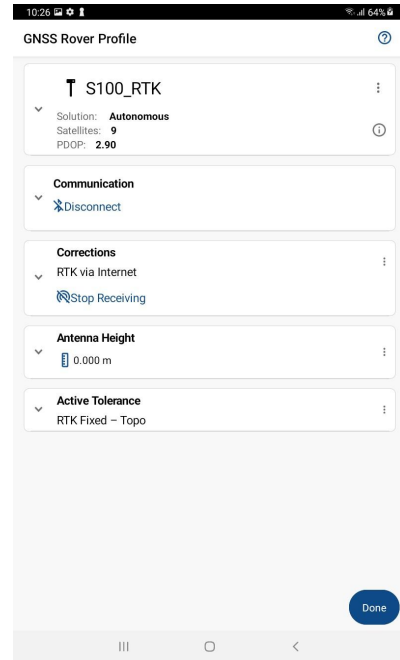 10:26 64%
GNSS Rover Profile
S100_RTK
Solution: Autonomous
Satellites: 9
PDOP: 2.90
Communication
Disconnect
Corrections
RTK via Internet
Stop Receiving
Antenna Height
0.000 m
Active Tolerance
RTK Fixed – Topo
Done